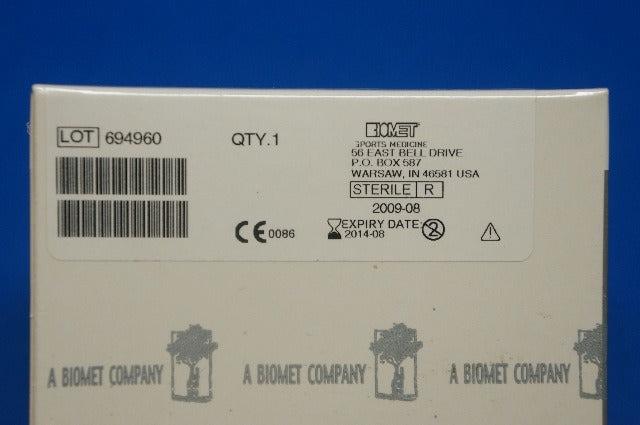 LOT 694960
QTY.1
BIOMET
SPORTS MEDICINE
56 EAST BELL DRIVE
P.O. BOX 587
WARSAW, IN 46581 USA
STERILE R
2009-08
CE 0086
EXPIRY DATE:
2014-08
2
A BIOMET COMPANY
A BIOMET COMPANY
A BIOMET COMPANY